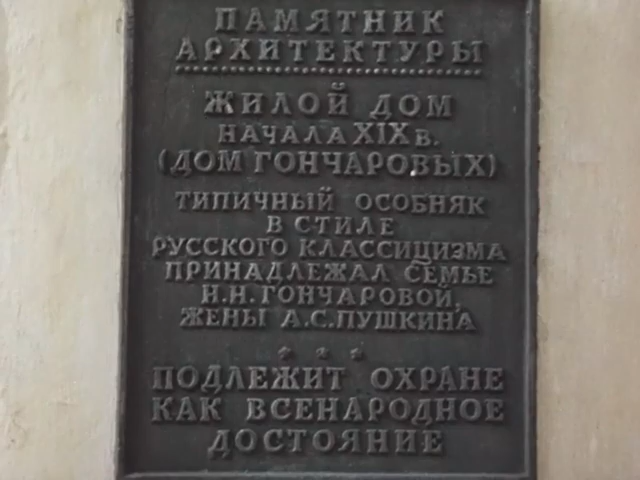 ПАМЯТНИК
АРХИТЕКТУРЫ
ЖИЛОЙ ДОМ
НАЧАЛА XIX В.
(ДОМ ГОНЧАРОВЫХ)
ТИПИЧНЫЙ ОСОБНЯК
В СТИЛЕ
РУССКОГО КЛАССИЦИЗМА
ПРИНАДЛЕЖАЛ СЕМЬЕ
Н.Н. ГОНЧАРОВОЙ,
ЖЕНЫ А.С. ПУШКИНА
* * *
ПОДЛЕЖИТ ОХРАНЕ
КАК ВСЕНАРОДНОЕ
ДОСТОЯНИЕ